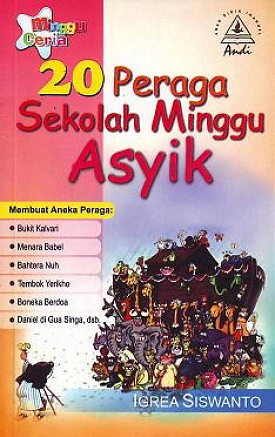 Minggu
Ceria
Andi
20 Peraga
Sekolah Minggu
Asyik
Membuat Aneka Peraga:
• Bukit Kalvari
• Menara Babel
• Bahtera Nuh
• Tembok Yerikho
• Boneka Berdoa
• Daniel di Gua Singa, dsb.
IGREA SISWANTO